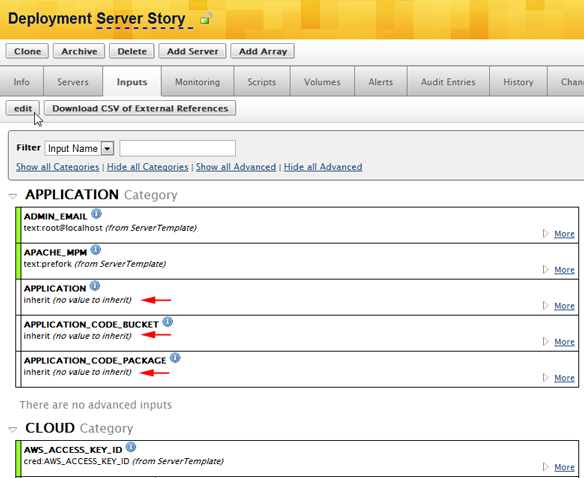 Deployment Server Story
Clone Archive Delete Add Server Add Array
Info Servers Inputs Monitoring Scripts Volumes Alerts Audit Entries History Chan
edit Download CSV of External References
Filter Input Name
Show all Categories | Hide all Categories | Show all Advanced | Hide all Advanced
APPLICATION Category
ADMIN_EMAIL
text:root@localhost (from ServerTemplate)
More
APACHE_MPM
text:prefork (from ServerTemplate)
More
APPLICATION
inherit (no value to inherit)
More
APPLICATION_CODE_BUCKET
inherit (no value to inherit)
More
APPLICATION_CODE_PACKAGE
inherit (no value to inherit)
More
There are no advanced inputs
CLOUD Category
AWS_ACCESS_KEY_ID
cred:AWS_ACCESS_KEY_ID (from ServerTemplate)
More